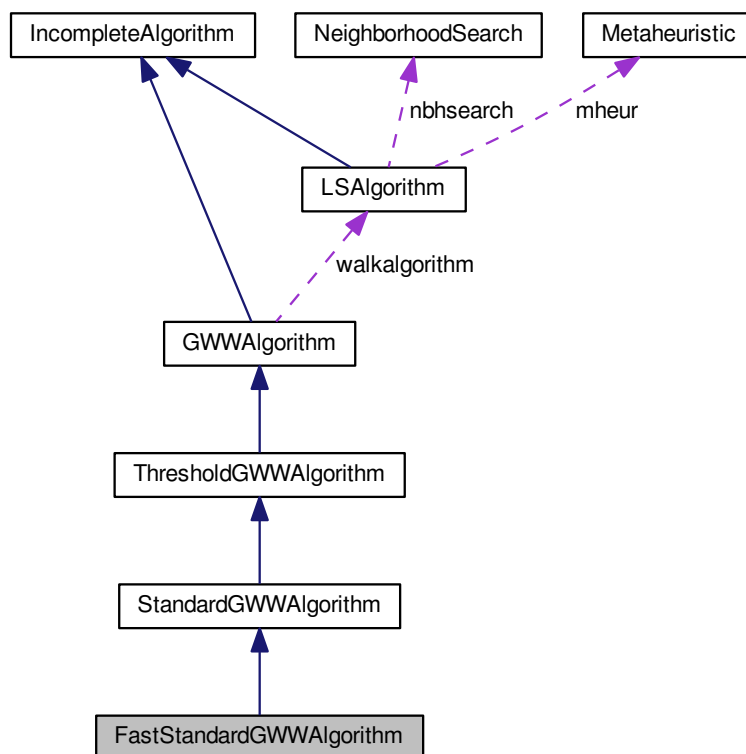 IncompleteAlgorithm
NeighborhoodSearch
Metaheuristic
nbhsearch
mheur
LSAlgorithm
walkalgorithm
GWWAlgorithm
ThresholdGWWAlgorithm
StandardGWWAlgorithm
FastStandardGWWAlgorithm